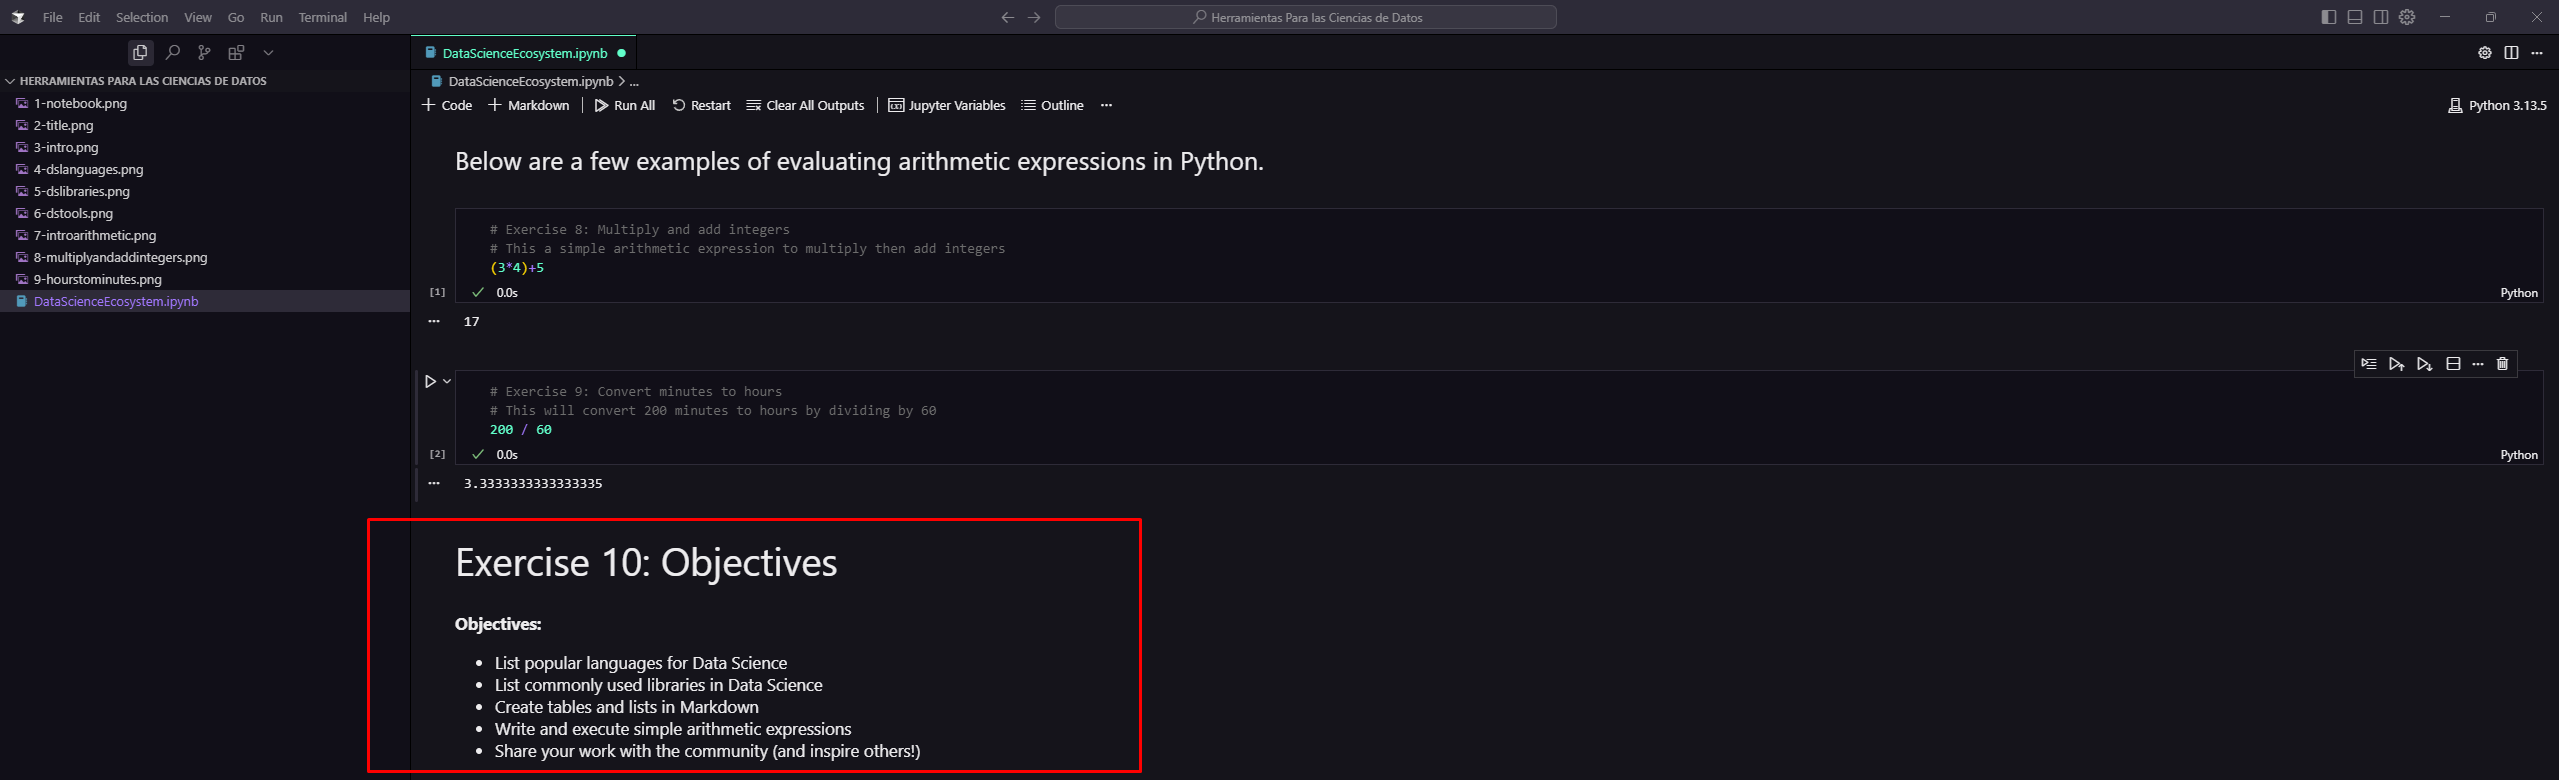 File Edit Selection View Go Run Terminal Help
Herramientas Para las Ciencias de Datos
HERRAMIENTAS PARA LAS CIENCIAS DE DATOS
1-notebook.png
2-title.png
3-intro.png
4-dslanguages.png
5-dslibraries.png
6-dstools.png
7-introarithmetic.png
8-multiplyandaddintegers.png
9-hourstominutes.png
DataScienceEcosystem.ipynb
DataScienceEcosystem.ipynb
DataScienceEcosystem.ipynb > ...
+ Code + Markdown | Run All Restart Clear All Outputs | Jupyter Variables Outline ...
Python 3.13.5
Below are a few examples of evaluating arithmetic expressions in Python.
# Exercise 8: Multiply and add integers
# This a simple arithmetic expression to multiply then add integers
(3*4)+5
[1] 0.0s Python
... 17
# Exercise 9: Convert minutes to hours
# This will convert 200 minutes to hours by dividing by 60
200 / 60
[2] 0.0s Python
... 3.3333333333333335
Exercise 10: Objectives
Objectives:
• List popular languages for Data Science
• List commonly used libraries in Data Science
• Create tables and lists in Markdown
• Write and execute simple arithmetic expressions
• Share your work with the community (and inspire others!)